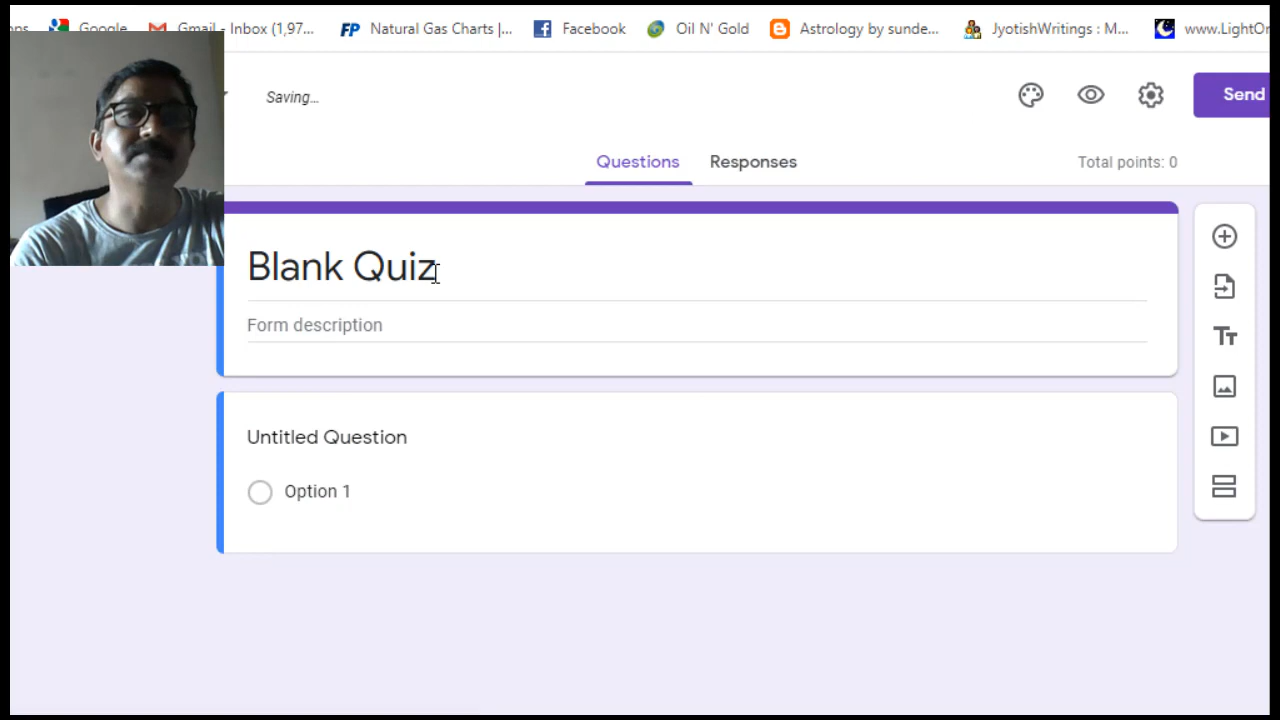 Google Gmail - Inbox (1,97... FP Natural Gas Charts |... Facebook Oil N' Gold Astrology by sunde... JyotishWritings : M... www.LightOn
Saving... Send
Questions Responses Total points: 0
Blank Quiz
Form description
Untitled Question
Option 1